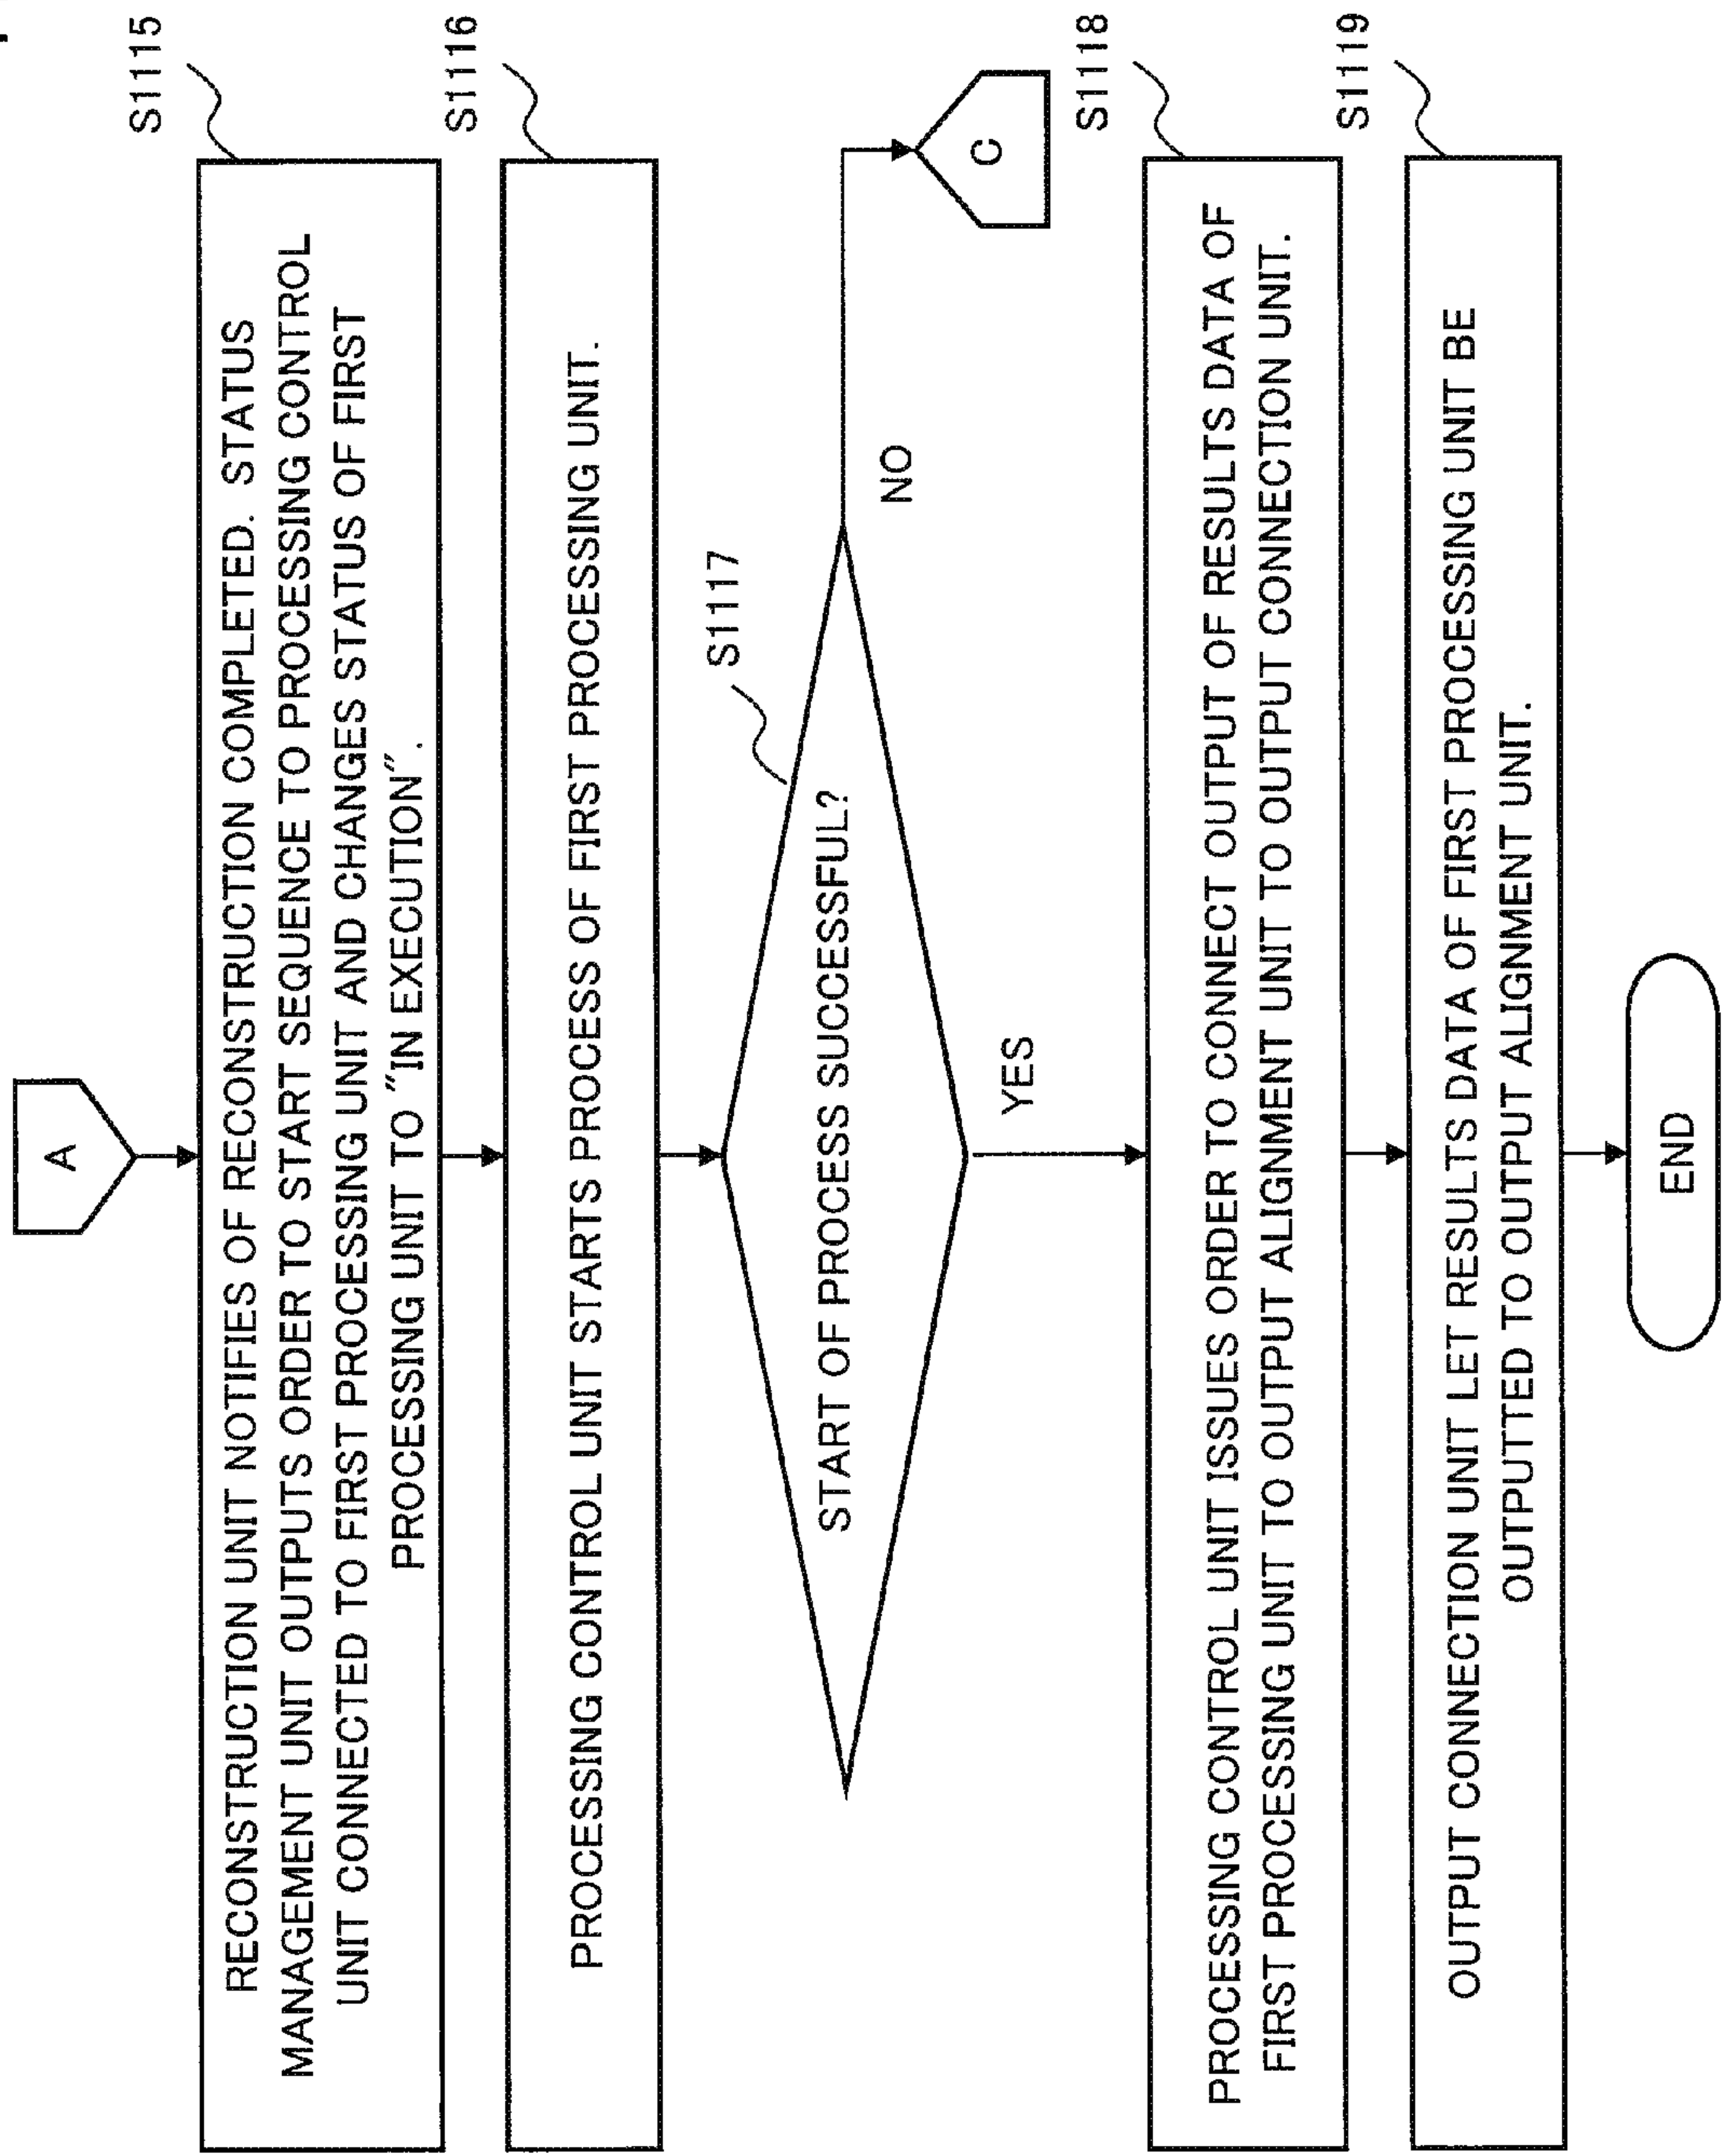 A
S1115
RECONSTRUCTION UNIT NOTIFIES OF RECONSTRUCTION COMPLETED. STATUS
MANAGEMENT UNIT OUTPUTS ORDER TO START SEQUENCE TO PROCESSING CONTROL
UNIT CONNECTED TO FIRST PROCESSING UNIT AND CHANGES STATUS OF FIRST
PROCESSING UNIT TO "IN EXECUTION".
S1116
PROCESSING CONTROL UNIT STARTS PROCESS OF FIRST PROCESSING UNIT.
S1117
START OF PROCESS SUCCESSFUL?
NO
C
YES
S1118
PROCESSING CONTROL UNIT ISSUES ORDER TO CONNECT OUTPUT OF RESULTS DATA OF
FIRST PROCESSING UNIT TO OUTPUT ALIGNMENT UNIT TO OUTPUT CONNECTION UNIT.
S1119
OUTPUT CONNECTION UNIT LET RESULTS DATA OF FIRST PROCESSING UNIT BE
OUTPUTTED TO OUTPUT ALIGNMENT UNIT.
END